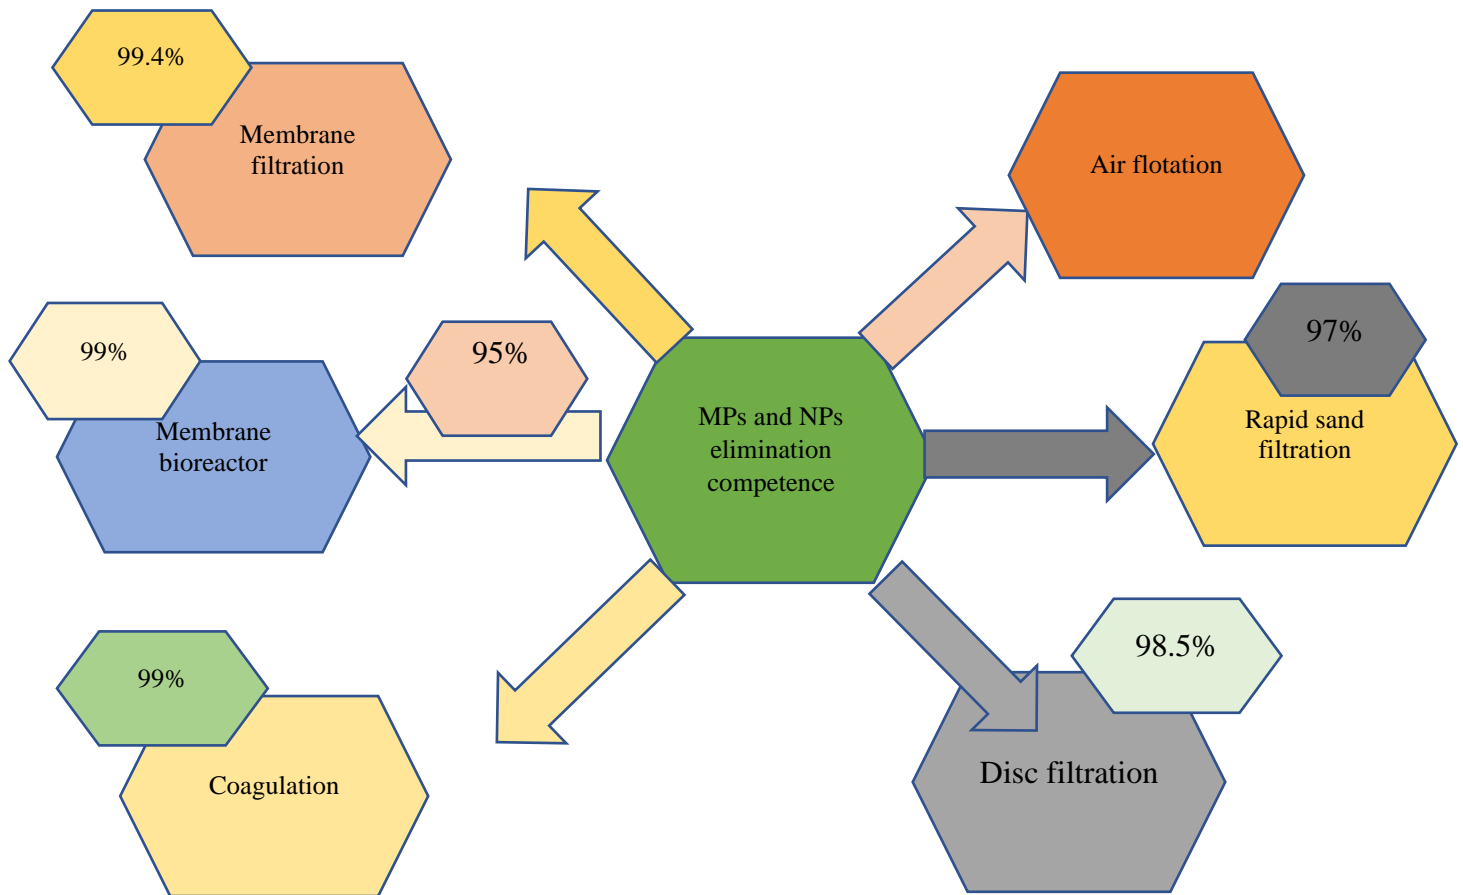 99.4%
Membrane
filtration
Air flotation
99%
Membrane
bioreactor
95%
MPs and NPs
elimination
competence
97%
Rapid sand
filtration
99%
Coagulation
98.5%
Disc filtration